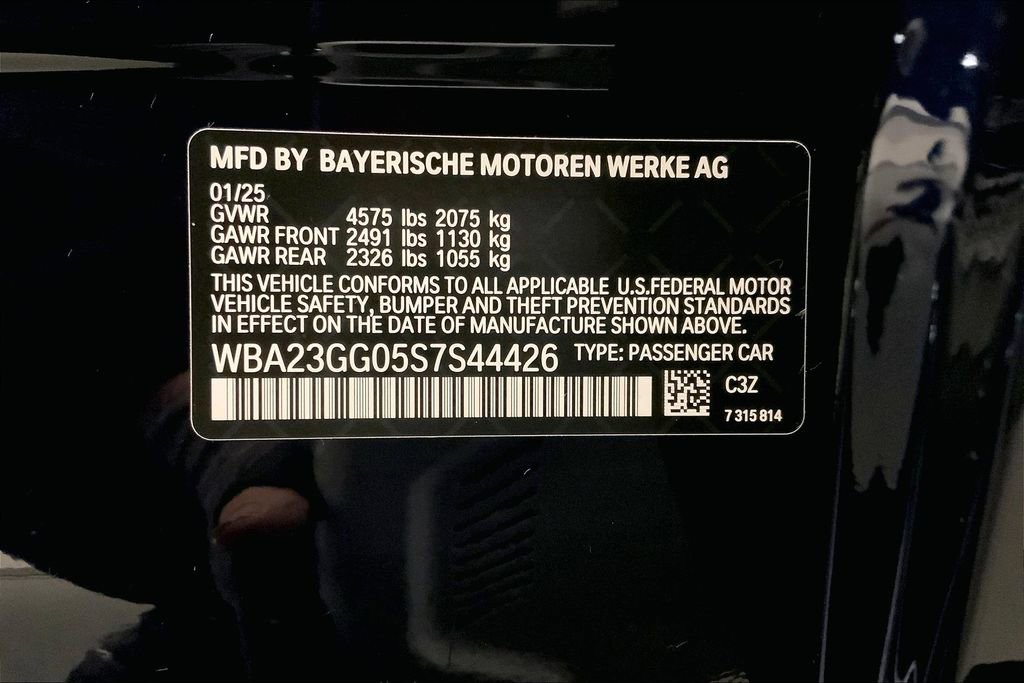 MFD BY BAYERISCHE MOTOREN WERKE AG
01/25
GVWR 4575 lbs 2075 kg
GAWR FRONT 2491 lbs 1130 kg
GAWR REAR 2326 lbs 1055 kg
THIS VEHICLE CONFORMS TO ALL APPLICABLE U.S.FEDERAL MOTOR
VEHICLE SAFETY, BUMPER AND THEFT PREVENTION STANDARDS
IN EFFECT ON THE DATE OF MANUFACTURE SHOWN ABOVE.
WBA23GG05S7S44426 TYPE: PASSENGER CAR
C3Z
7 315 814